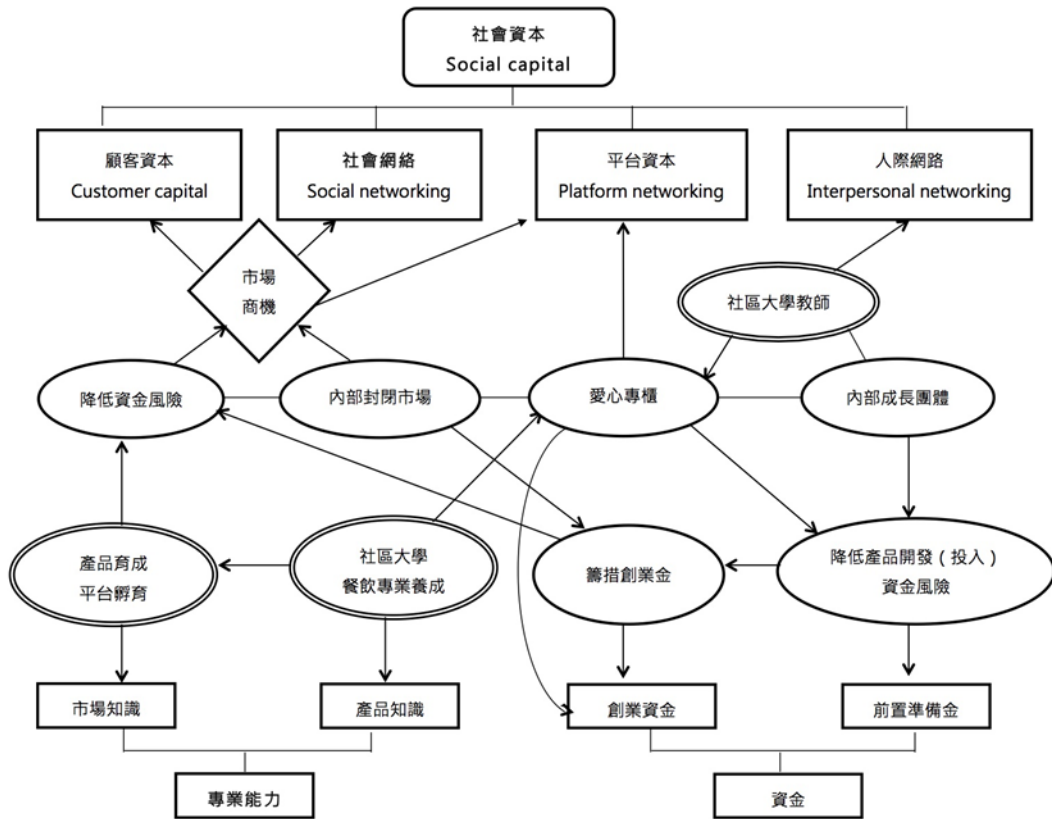 社會資本
Social capital
顧客資本
Customer capital
社會網絡
Social networking
平台資本
Platform networking
人際網路
Interpersonal networking
市場
商機
社區大學教師
降低資金風險
內部封閉市場
愛心專櫃
內部成長團體
產品育成
平台孵育
社區大學
餐飲專業養成
籌措創業金
降低產品開發（投入）
資金風險
市場知識
產品知識
創業資金
前置準備金
專業能力
資金